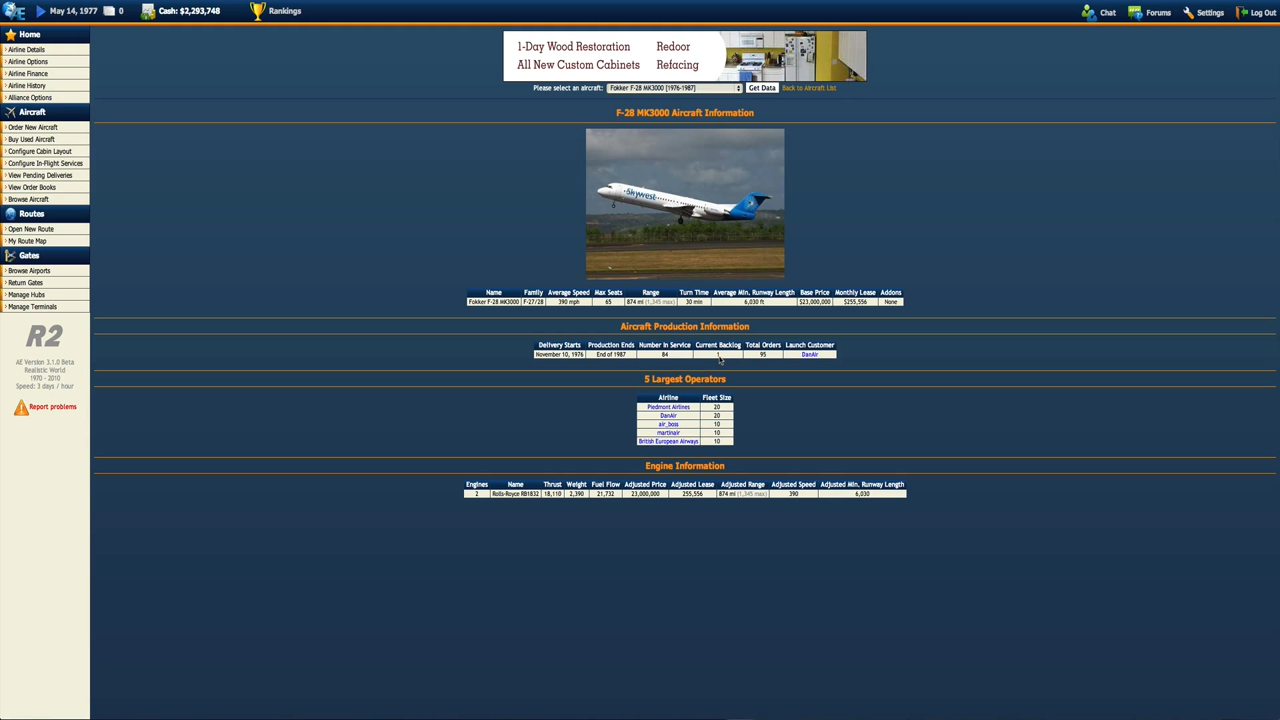 AE May 14, 1977 0 Cash: $2,293,748 Rankings Chat Forums Settings Log Out
Home
Airline Details
Airline Options
Airline Finance
Airline History
Alliance Options
Aircraft
Order New Aircraft
Buy Used Aircraft
Configure Cabin Layout
Configure In-Flight Services
View Pending Deliveries
View Order Books
Browse Aircraft
Routes
Open New Route
My Route Map
Gates
Browse Airports
Return Gates
Manage Hubs
Manage Terminals
R2
AE Version 3.1.0 Beta
Realistic World
1970 - 2010
Speed: 3 days / hour
Report problems
1-Day Wood Restoration Redoor
All New Custom Cabinets Refacing
Please select an aircraft: Fokker F-28 MK3000 [1976-1987] Get Data Back to Aircraft List
F-28 MK3000 Aircraft Information
Skywest
Name Family Average Speed Max Seats Range Turn Time Average Min. Runway Length Base Price Monthly Lease Addons
Fokker F-28 MK3000 F-27/28 390 mph 65 874 mi (1,345 max) 30 min 6,030 ft $23,000,000 $255,556 None
Aircraft Production Information
Delivery Starts Production Ends Number In Service Current Backlog Total Orders Launch Customer
November 10, 1976 End of 1987 84 1 95 DanAir
5 Largest Operators
Airline Fleet Size
Piedmont Airlines 20
DanAir 20
air_boss 10
martinair 10
British European Airways 10
Engine Information
Engines Name Thrust Weight Fuel Flow Adjusted Price Adjusted Lease Adjusted Range Adjusted Speed Adjusted Min. Runway Length
2 Rolls-Royce RB1832 18,110 2,390 21,732 23,000,000 255,556 874 mi (1,345 max) 390 6,030